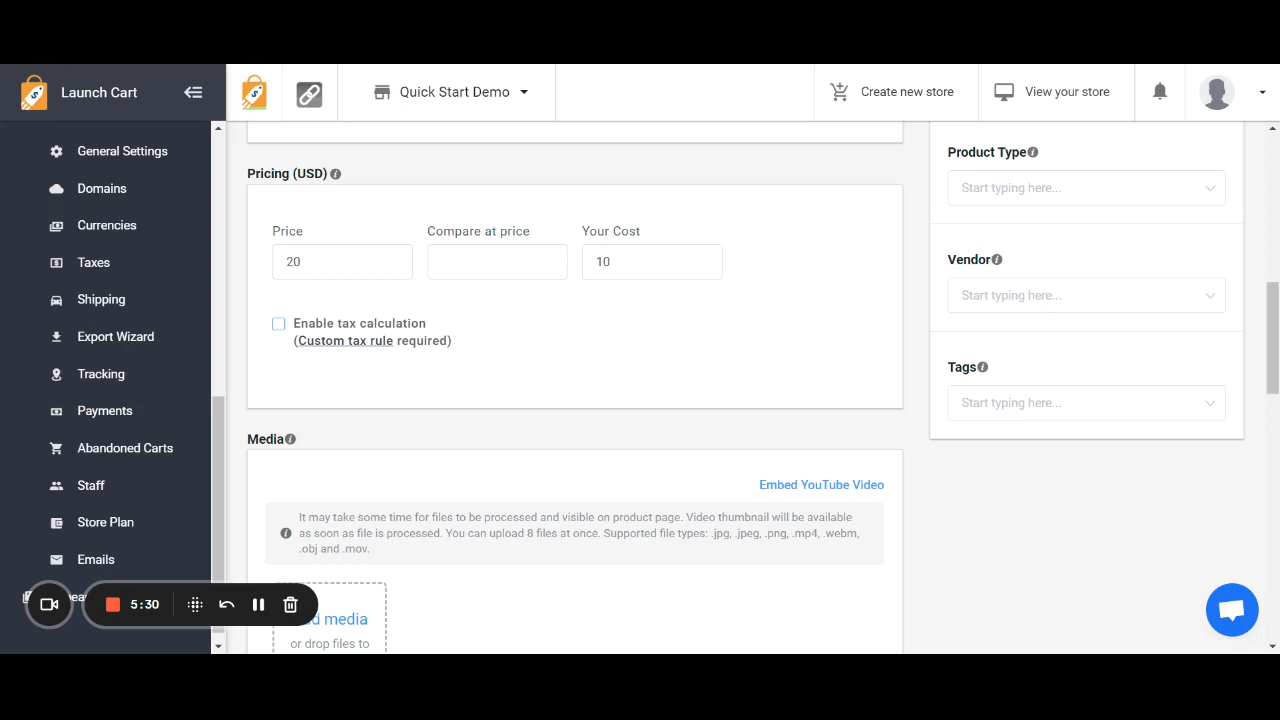 Launch Cart
Quick Start Demo
Create new store
View your store
General Settings
Domains
Currencies
Taxes
Shipping
Export Wizard
Tracking
Payments
Abandoned Carts
Staff
Store Plan
Emails
5:30
Pricing (USD)
Price
Compare at price
Your Cost
20
10
Enable tax calculation
(Custom tax rule required)
Media
Embed YouTube Video
It may take some time for files to be processed and visible on product page. Video thumbnail will be available
as soon as file is processed. You can upload 8 files at once. Supported file types: .jpg, .jpeg, .png, .mp4, .webm,
.obj and .mov.
media
or drop files to
Product Type
Start typing here...
Vendor
Start typing here...
Tags
Start typing here...